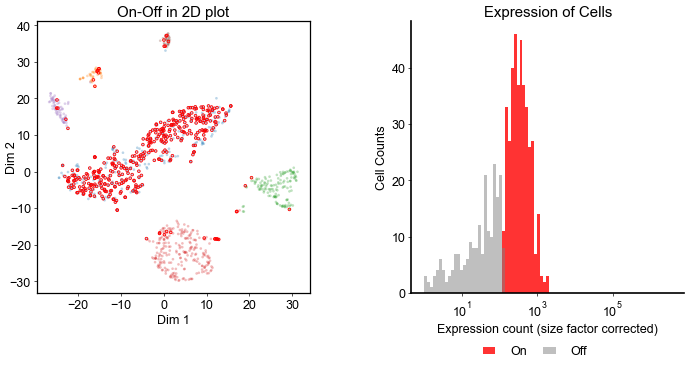 On-Off in 2D plot
Expression of Cells
40
30
20
10
0
−10
−20
−30
Dim 2
−20 −10 0 10 20 30
Dim 1
40
30
20
10
0
Cell Counts
10^1 10^3 10^5
Expression count (size factor corrected)
On Off